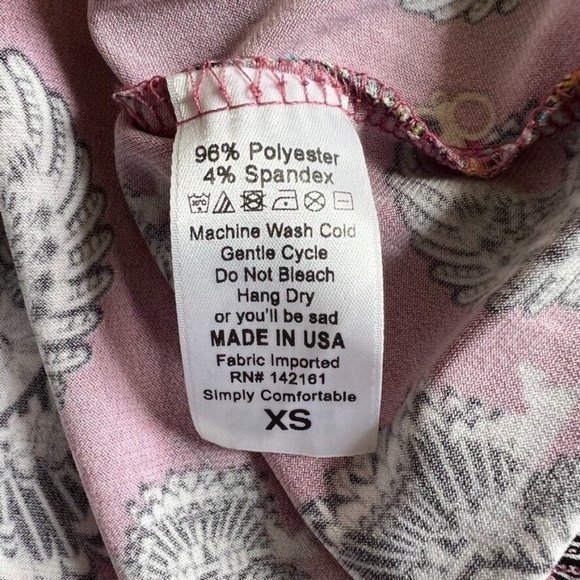 96% Polyester
4% Spandex
30°C
Machine Wash Cold
Gentle Cycle
Do Not Bleach
Hang Dry
or you'll be sad
MADE IN USA
Fabric Imported
RN# 142161
Simply Comfortable
XS